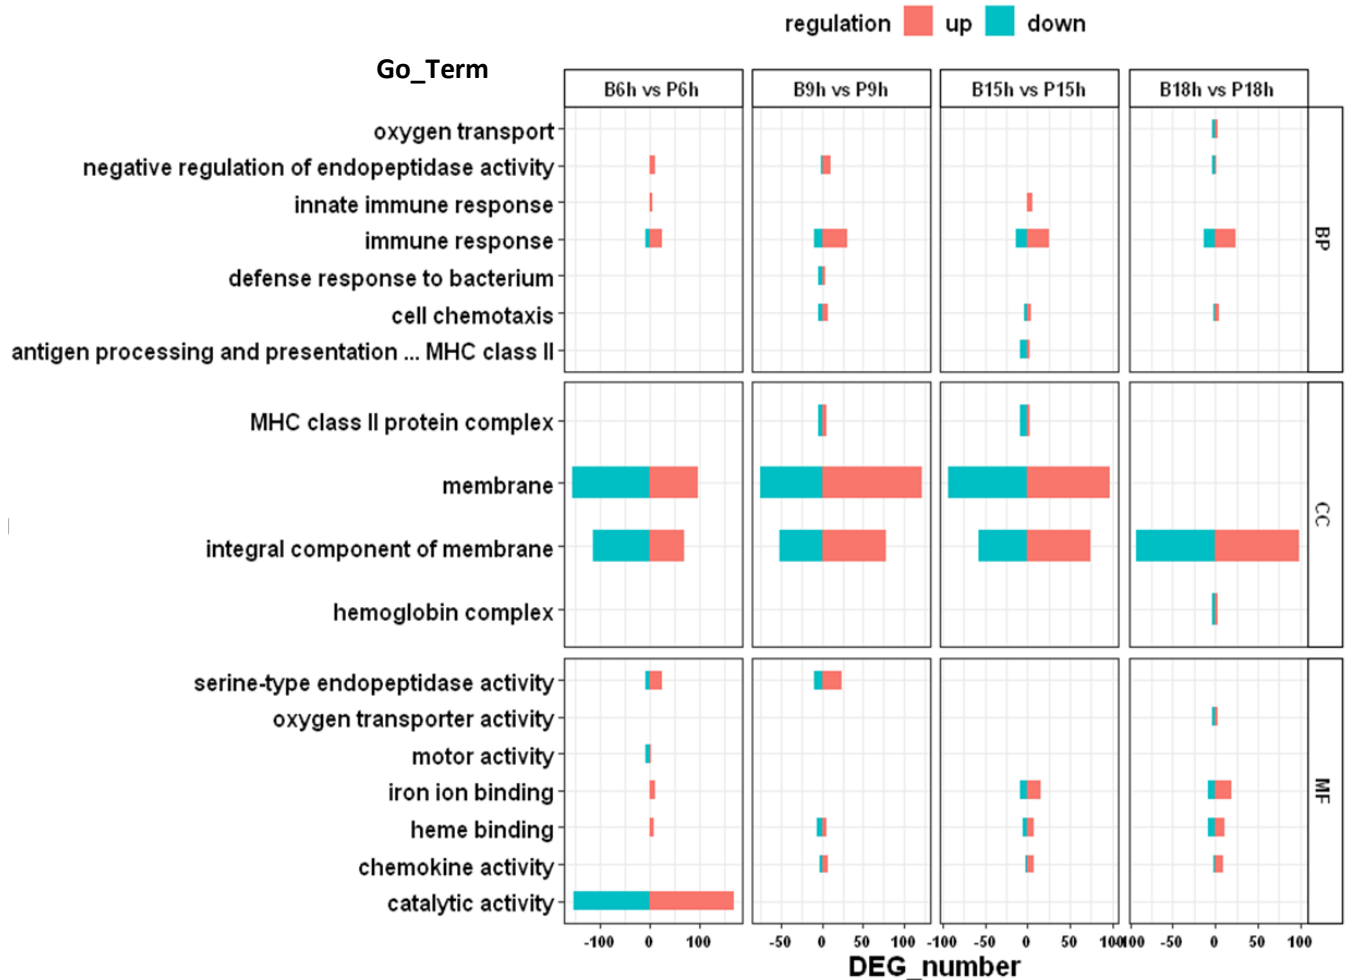 regulation up down
Go_Term
B6h vs P6h B9h vs P9h B15h vs P15h B18h vs P18h
oxygen transport
negative regulation of endopeptidase activity
innate immune response
immune response
defense response to bacterium
cell chemotaxis
antigen processing and presentation ... MHC class II
BP
MHC class II protein complex
membrane
integral component of membrane
hemoglobin complex
CC
serine-type endopeptidase activity
oxygen transporter activity
motor activity
iron ion binding
heme binding
chemokine activity
catalytic activity
MF
-100 0 100 -50 0 50 100 -100 -50 0 50 100 -100 -50 0 50 100
DEG_number